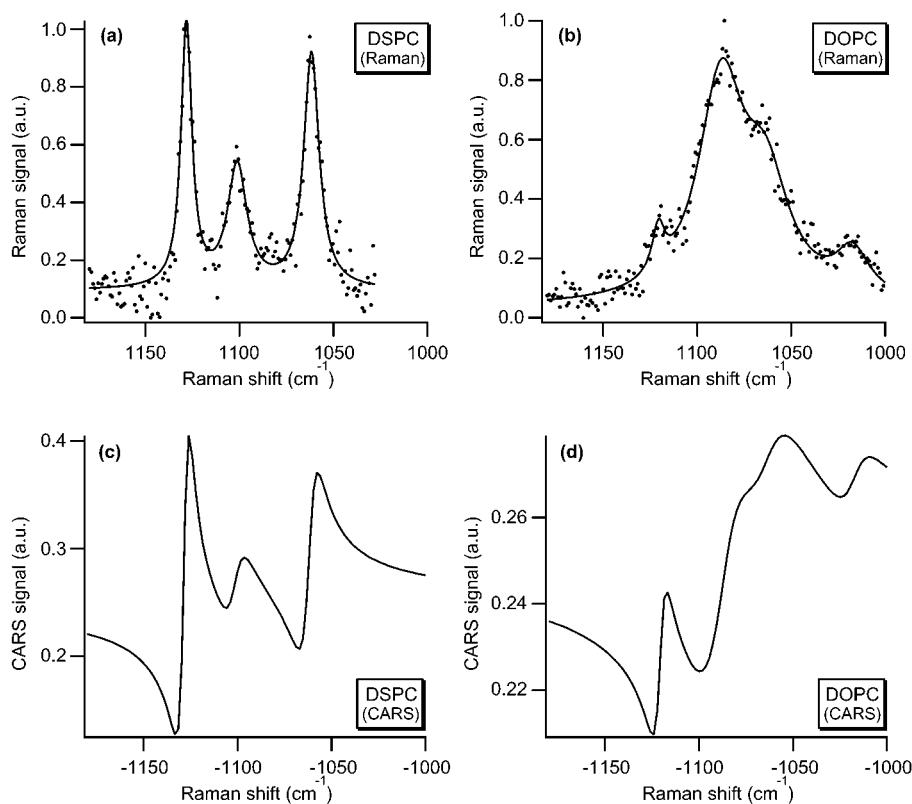 (a)
DSPC
(Raman)
Raman signal (a.u.)
1.0
0.8
0.6
0.4
0.2
0.0
1150
1100
1050
1000
Raman shift (cm-1)
(b)
DOPC
(Raman)
Raman signal (a.u.)
1.0
0.8
0.6
0.4
0.2
0.0
1150
1100
1050
1000
Raman shift (cm-1)
(c)
CARS signal (a.u.)
0.4
0.3
0.2
DSPC
(CARS)
-1150
-1100
-1050
-1000
Raman shift (cm-1)
(d)
CARS signal (a.u.)
0.26
0.24
0.22
DOPC
(CARS)
-1150
-1100
-1050
-1000
Raman shift (cm-1)